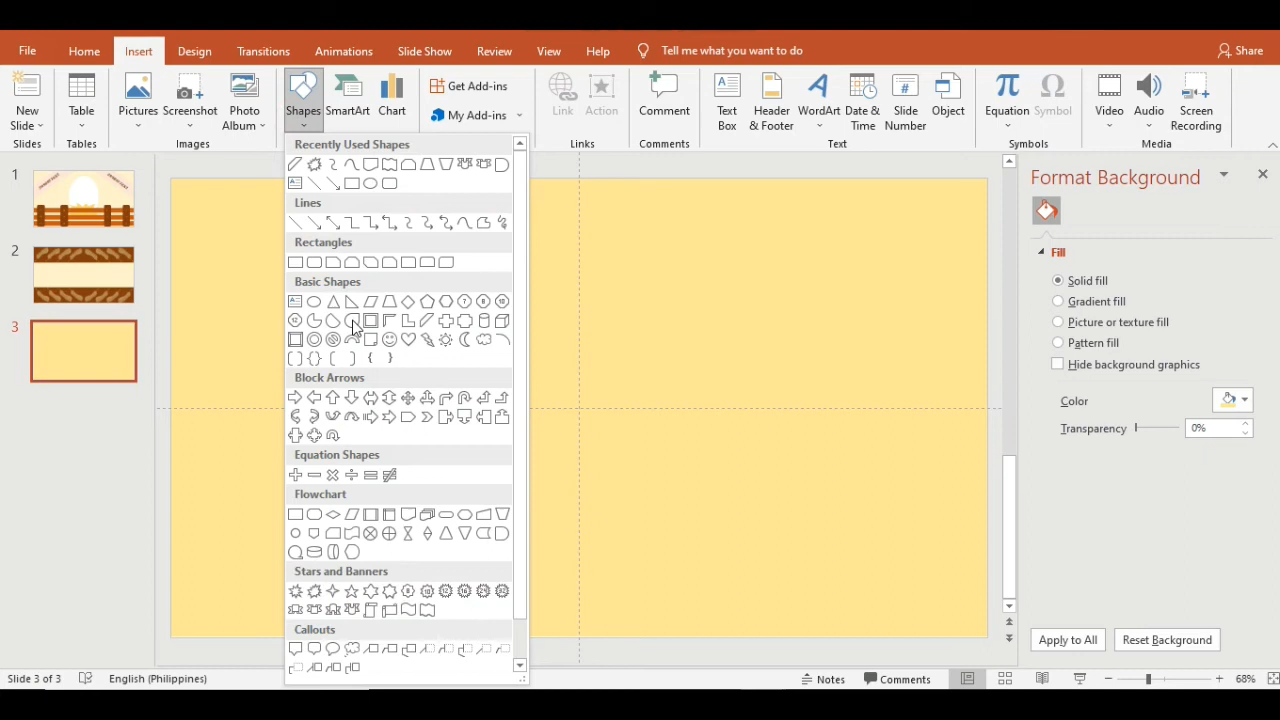 File Home Insert Design Transitions Animations Slide Show Review View Help Tell me what you want to do Share
New Slide Table Pictures Screenshot Photo Album Shapes SmartArt Chart Get Add-ins My Add-ins Link Action Comment Text Box Header & Footer WordArt Date & Time Slide Number Object Equation Symbol Video Audio Screen Recording
Slides Tables Images Links Comments Text Symbols Media
Recently Used Shapes
Lines
Rectangles
Basic Shapes
Block Arrows
Equation Shapes
Flowchart
Stars and Banners
Callouts
1
2
3
Format Background
Fill
Solid fill
Gradient fill
Picture or texture fill
Pattern fill
Hide background graphics
Color
Transparency 0%
Apply to All Reset Background
Slide 3 of 3 English (Philippines) Notes Comments 68%